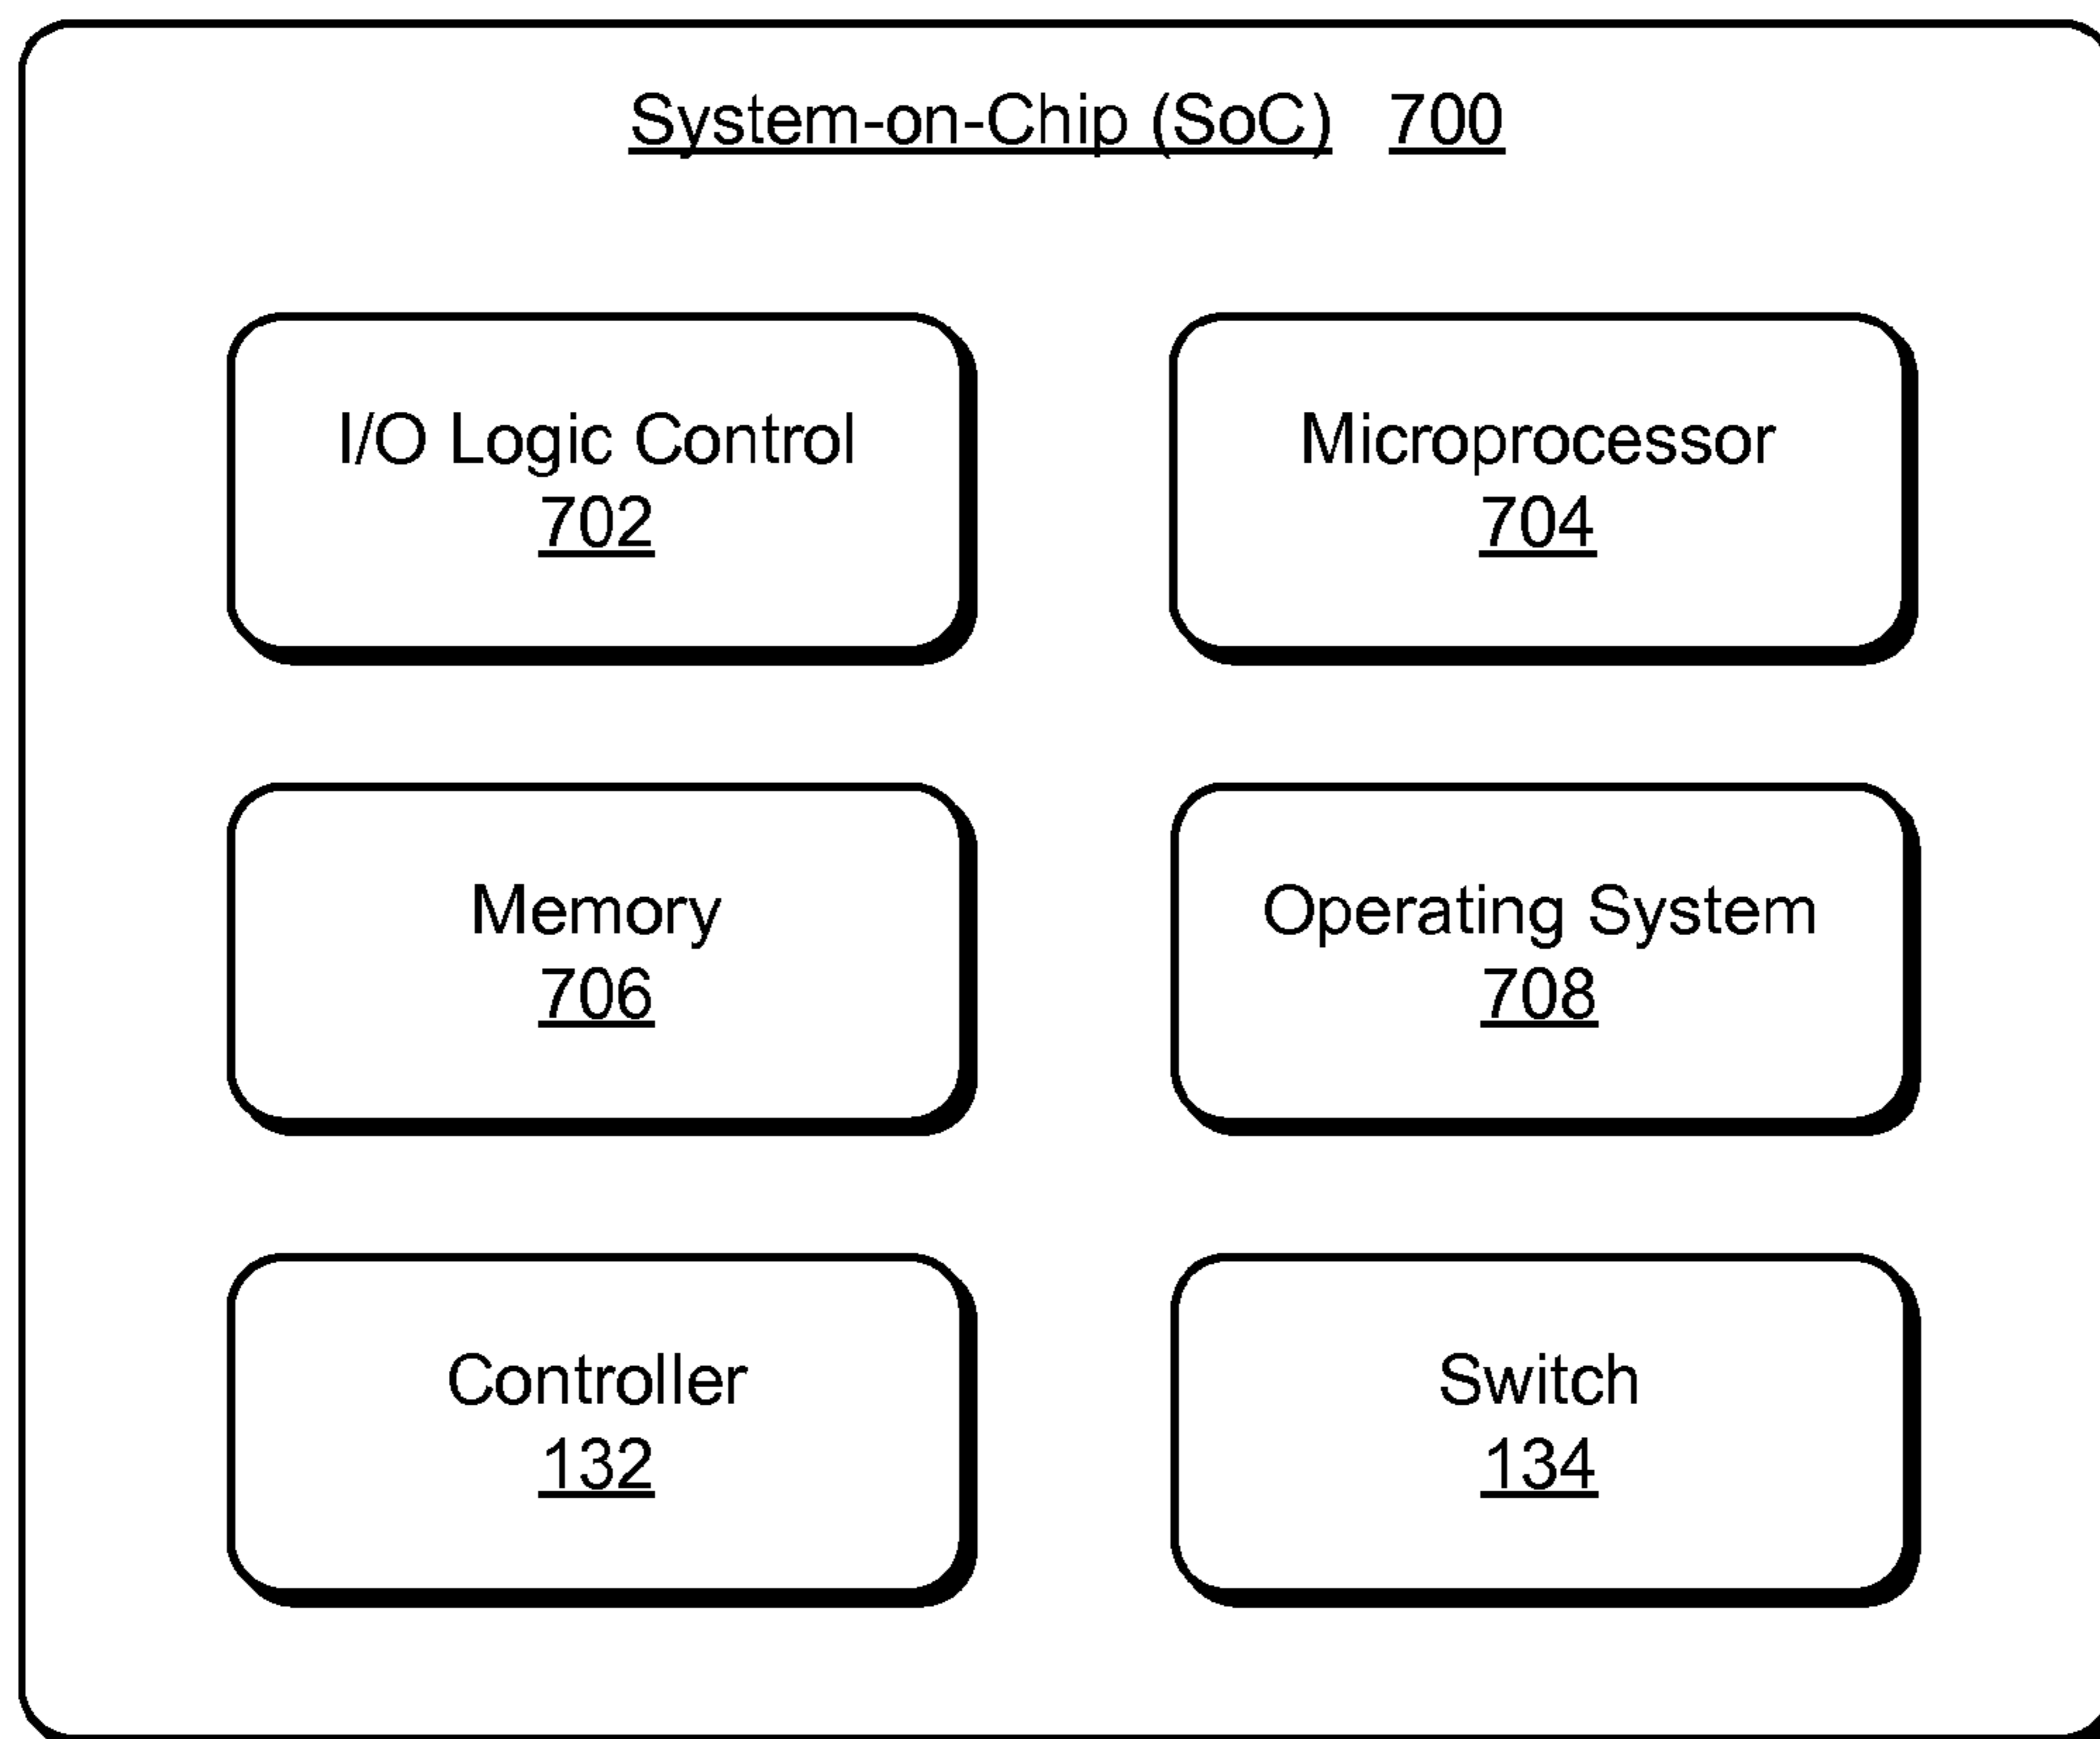 System-on-Chip (SoC) 700
I/O Logic Control
702
Microprocessor
704
Memory
706
Operating System
708
Controller
132
Switch
134